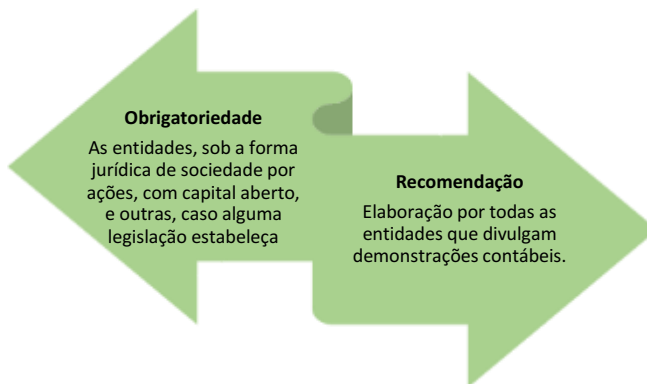 Obrigatoriedade
As entidades, sob a forma
jurídica de sociedade por
ações, com capital aberto,
e outras, caso alguma
legislação estabeleça
Recomendação
Elaboração por todas as
entidades que divulgam
demonstrações contábeis.